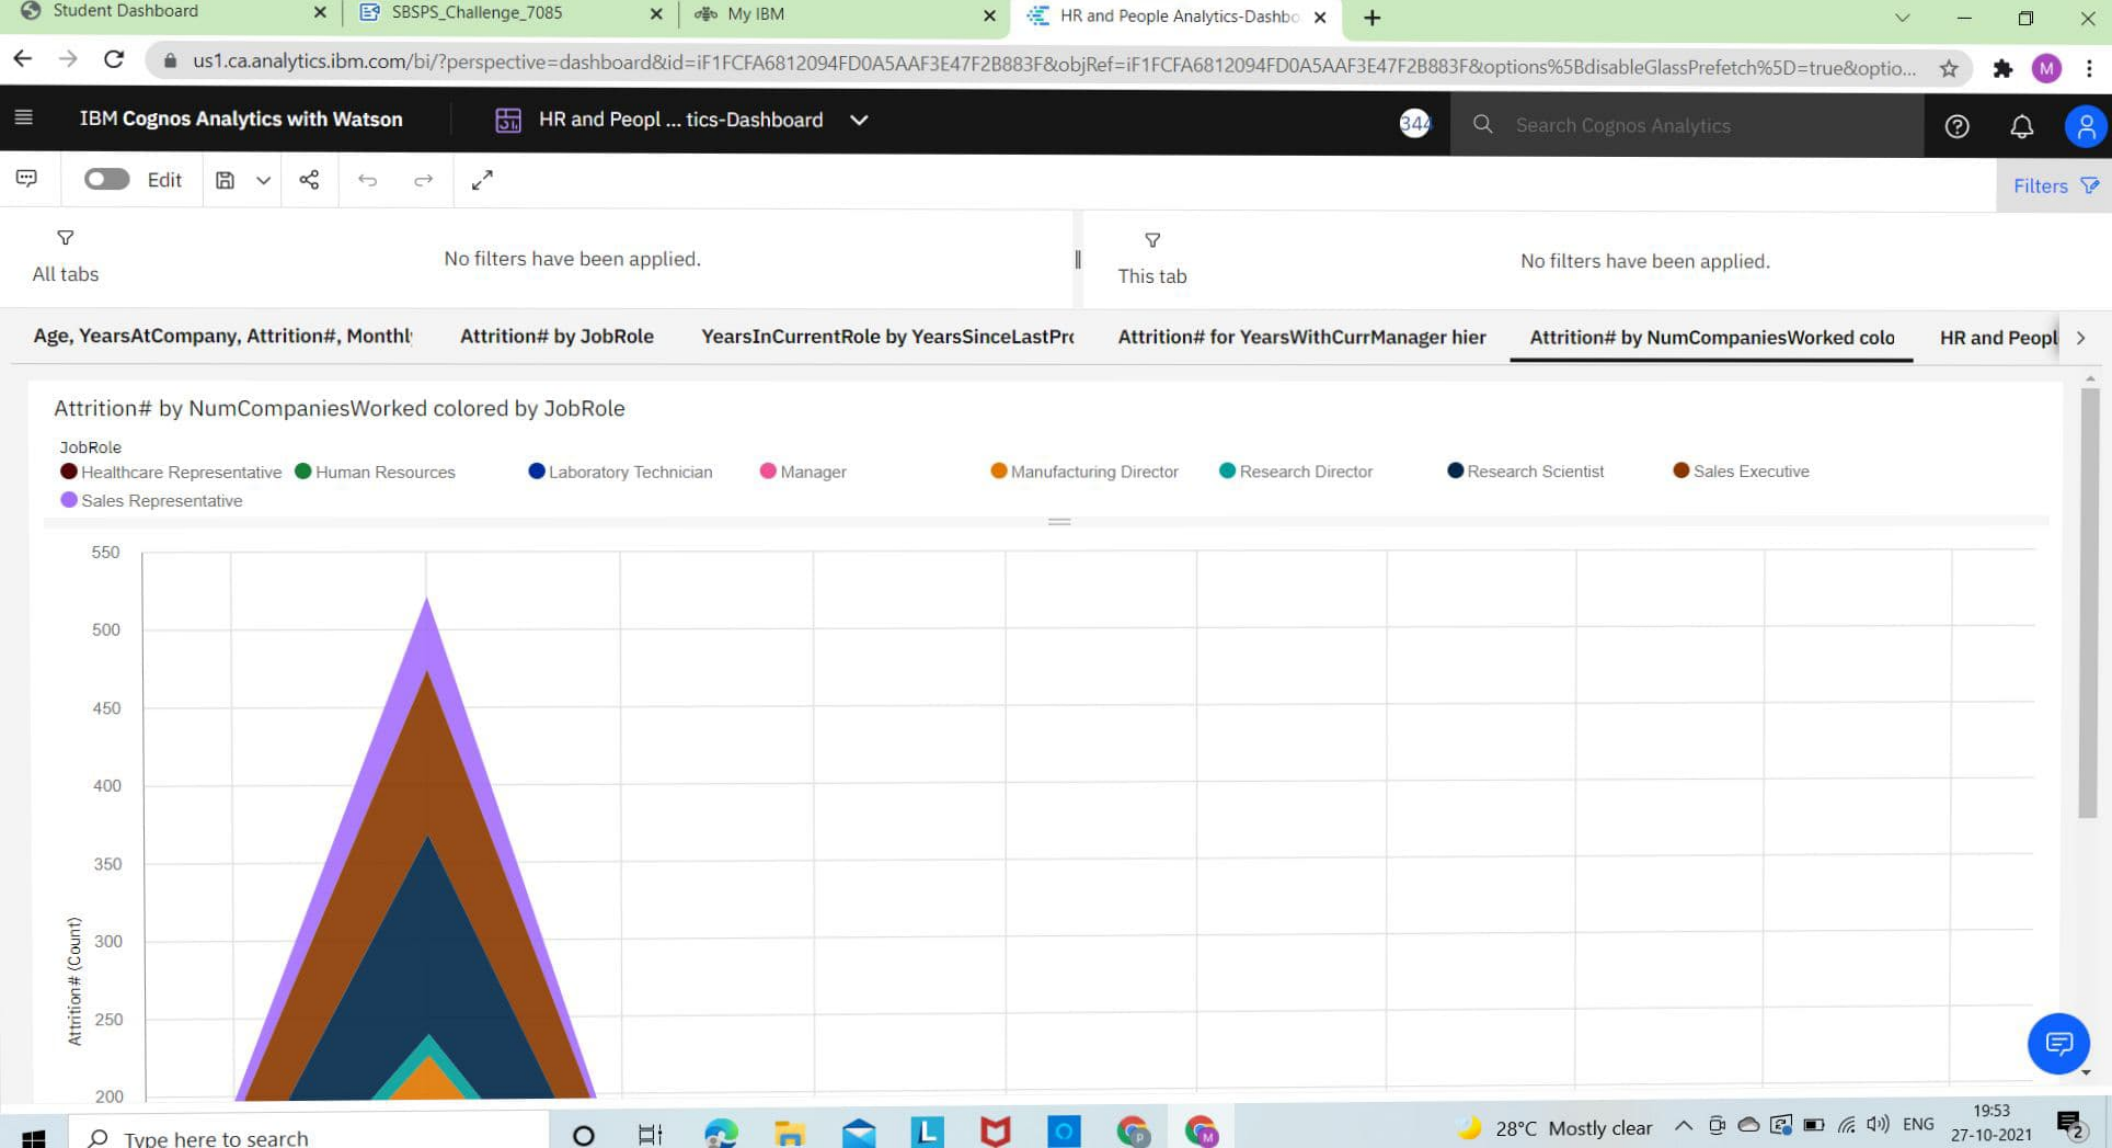 Student Dashboard
SBSPS_Challenge_7085
My IBM
HR and People Analytics-Dashbo
us1.ca.analytics.ibm.com/bi/?perspective=dashboard&id=iF1FCFA6812094FD0A5AAF3E47F2B883F&objRef=iF1FCFA6812094FD0A5AAF3E47F2B883F&options%5BdisableGlassPrefetch%5D=true&optio...
M
IBM Cognos Analytics with Watson
HR and Peopl ... tics-Dashboard
344
Search Cognos Analytics
Edit
Filters
All tabs
No filters have been applied.
This tab
No filters have been applied.
Age, YearsAtCompany, Attrition#, Monthly
Attrition# by JobRole
YearsInCurrentRole by YearsSinceLastPro
Attrition# for YearsWithCurrManager hier
Attrition# by NumCompaniesWorked colo
HR and Peopl
Attrition# by NumCompaniesWorked colored by JobRole
JobRole
Healthcare Representative Human Resources Laboratory Technician Manager Manufacturing Director Research Director Research Scientist Sales Executive
Sales Representative
550
500
450
400
350
300
250
200
Attrition# (Count)
Type here to search
L
P
M
28°C Mostly clear
ENG
19:53
27-10-2021
2